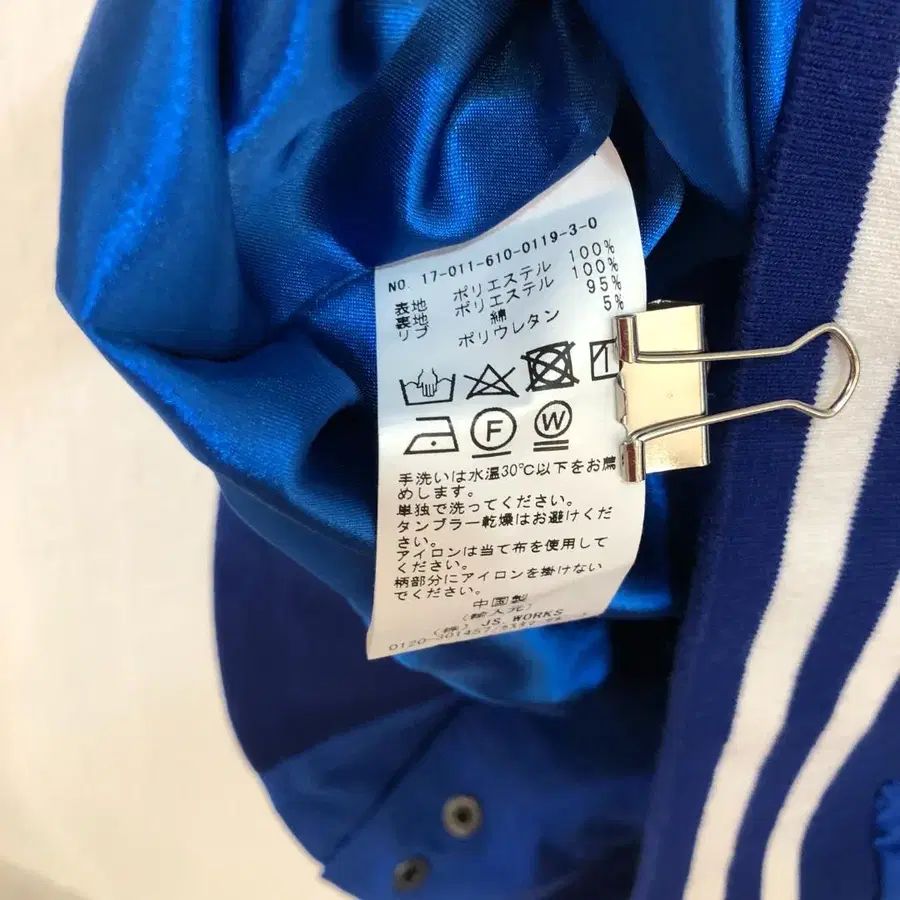 NO. 17-011-610-0119-3-0
表地 ポリエステル 100%
裏地 ポリエステル 100%
リブ 綿 95%
ポリウレタン 5%
F W
手洗いは水温30℃以下をお薦
めします。
単独で洗ってください。
タンブラー乾燥はお避けくだ
さい。
アイロンは当て布を使用して
ください。
柄部分にアイロンを掛けない
でください。
中国製
(輸入元)
(株) JS.WORKS
0120-301457